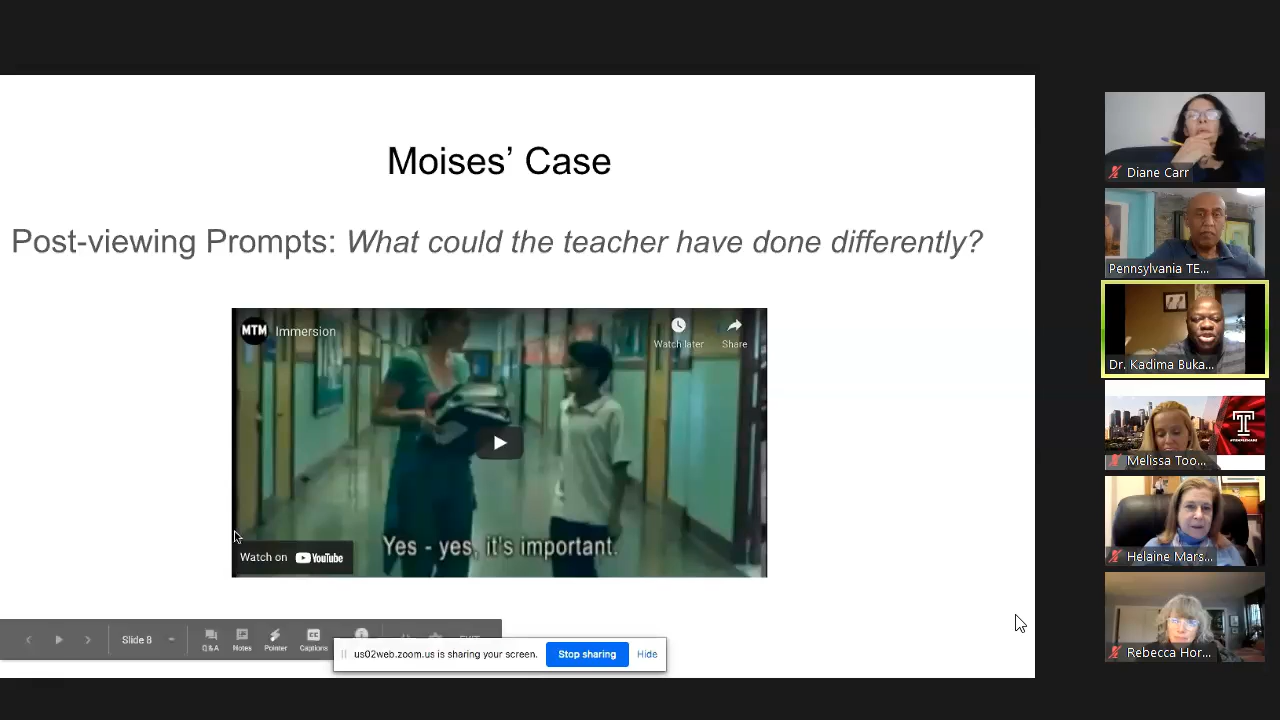 Moises’ Case
Post-viewing Prompts: What could the teacher have done differently?
MTM
Immersion
Watch later
Share
Yes - yes, it's important.
Watch on YouTube
Slide 8
Q&A
Notes
Pointer
Captions
us02web.zoom.us is sharing your screen.
Stop sharing
Hide
Diane Carr
Pennsylvania TE...
Dr. Kadima Buka...
T
Melissa Too...
Helaine Mars...
Rebecca Hor...